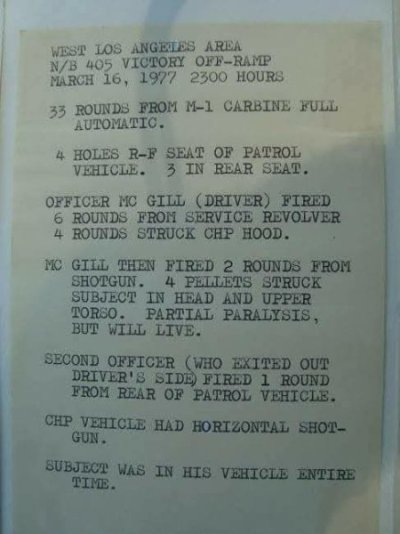 WEST LOS ANGELES AREA
N/B 405 VICTORY OFF-RAMP
MARCH 16, 1977 2300 HOURS
33 ROUNDS FROM M-1 CARBINE FULL
AUTOMATIC.
4 HOLES R-F SEAT OF PATROL
VEHICLE. 3 IN REAR SEAT.
OFFICER MC GILL (DRIVER) FIRED
6 ROUNDS FROM SERVICE REVOLVER
4 ROUNDS STRUCK CHP HOOD.
MC GILL THEN FIRED 2 ROUNDS FROM
SHOTGUN. 4 PELLETS STRUCK
SUBJECT IN HEAD AND UPPER
TORSO. PARTIAL PARALYSIS,
BUT WILL LIVE.
SECOND OFFICER (WHO EXITED OUT
DRIVER'S SIDE) FIRED 1 ROUND
FROM REAR OF PATROL VEHICLE.
CHP VEHICLE HAD HORIZONTAL SHOT-
GUN.
SUBJECT WAS IN HIS VEHICLE ENTIRE
TIME.